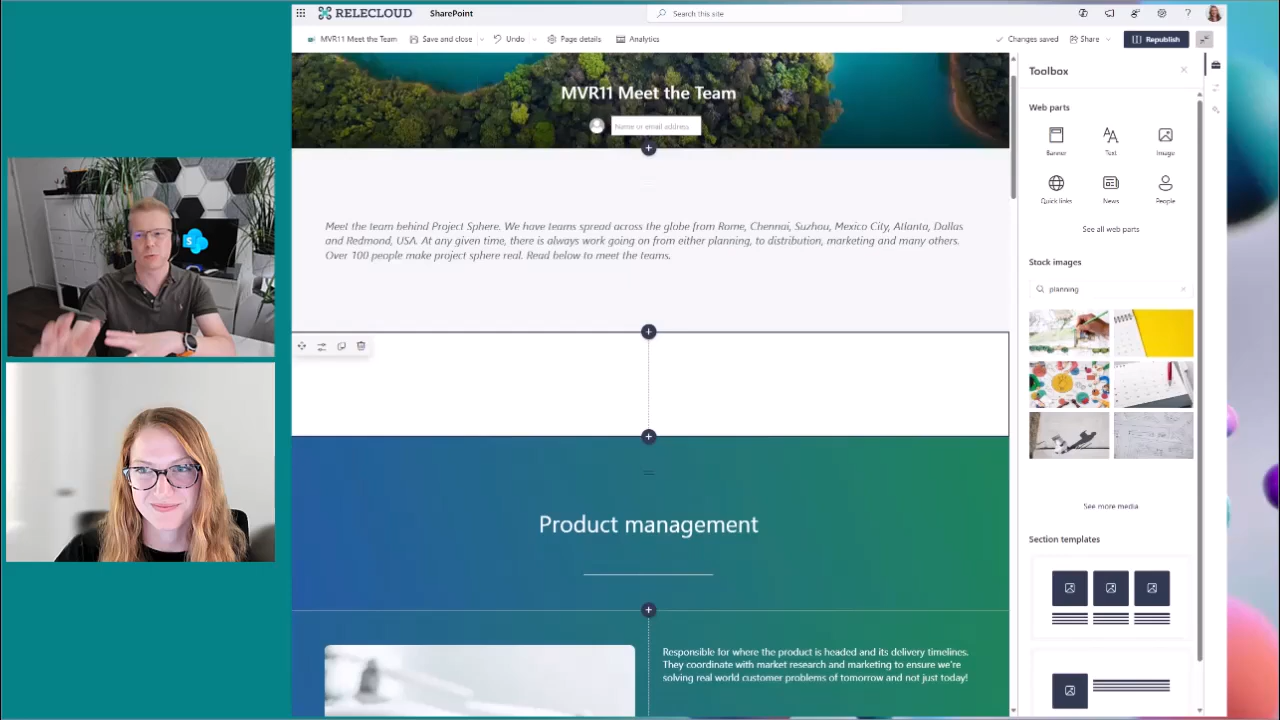 RELECLOUD
SharePoint
Search this site
?
MVR11 Meet the Team
Save and close
Undo
Page details
Analytics
Changes saved
Share
Republish
MVR11 Meet the Team
Name or email address
Meet the team behind Project Sphere. We have teams spread across the globe from Rome, Chennai, Suzhou, Mexico City, Atlanta, Dallas
and Redmond, USA. At any given time, there is always work going on from either planning, to distribution, marketing and many others.
Over 100 people make project sphere real. Read below to meet the teams.
Product management
Responsible for where the product is headed and its delivery timelines.
They coordinate with market research and marketing to ensure we're
solving real world customer problems of tomorrow and not just today!
Toolbox
Web parts
Banner
Text
Image
Quick links
News
People
See all web parts
Stock images
planning
See more media
Section templates
S